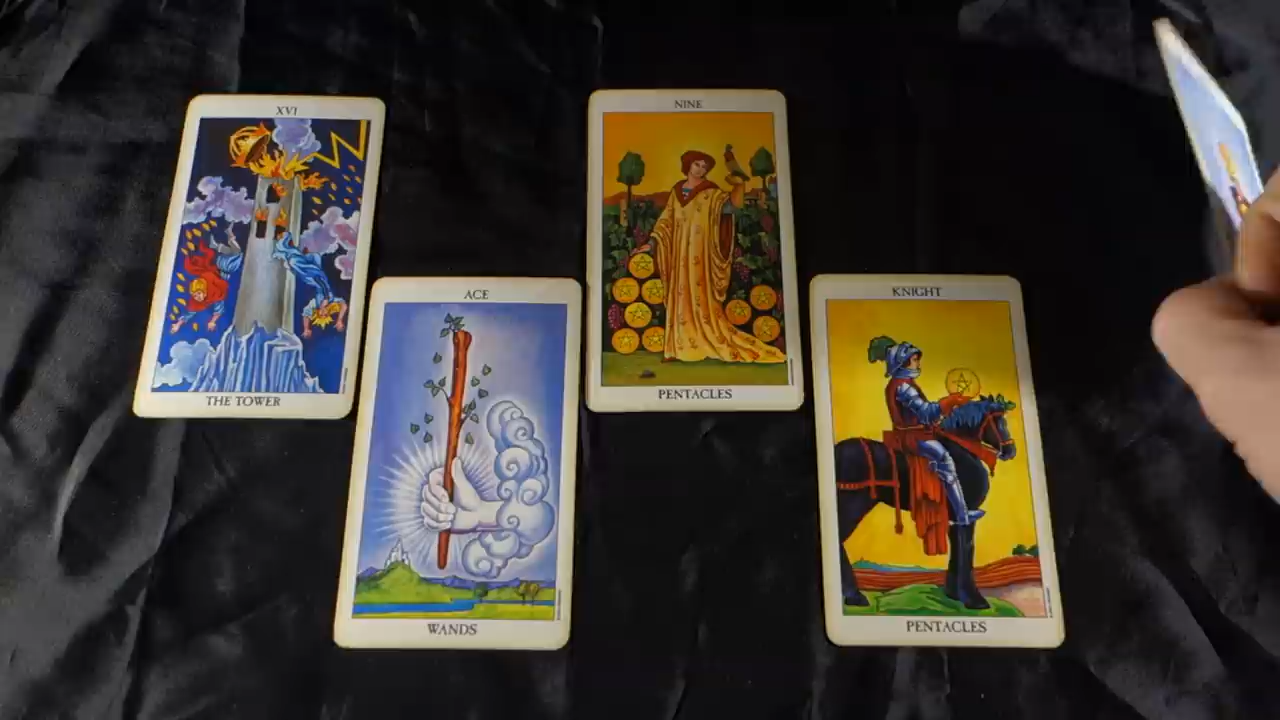 XVI
THE TOWER
ACE
WANDS
NINE
PENTACLES
KNIGHT
PENTACLES